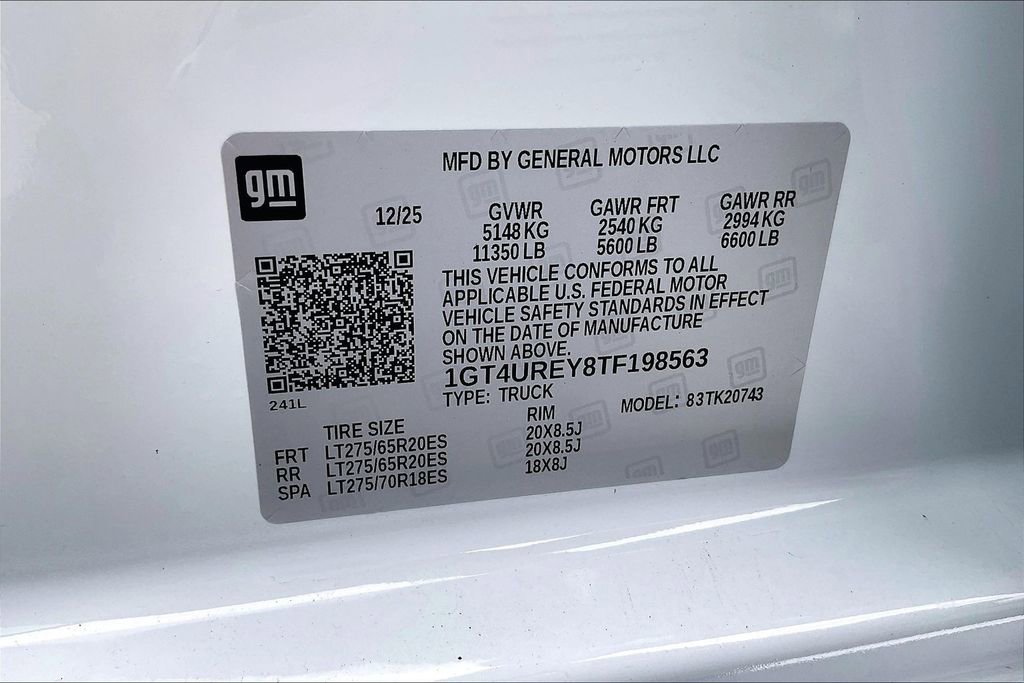 gm
MFD BY GENERAL MOTORS LLC
12/25
GVWR GAWR FRT GAWR RR
5148 KG 2540 KG 2994 KG
11350 LB 5600 LB 6600 LB
THIS VEHICLE CONFORMS TO ALL
APPLICABLE U.S. FEDERAL MOTOR
VEHICLE SAFETY STANDARDS IN EFFECT
ON THE DATE OF MANUFACTURE
SHOWN ABOVE.
1GT4UREY8TF198563
TYPE: TRUCK MODEL: 83TK20743
241L
TIRE SIZE RIM
FRT LT275/65R20ES 20X8.5J
RR LT275/65R20ES 20X8.5J
SPA LT275/70R18ES 18X8J